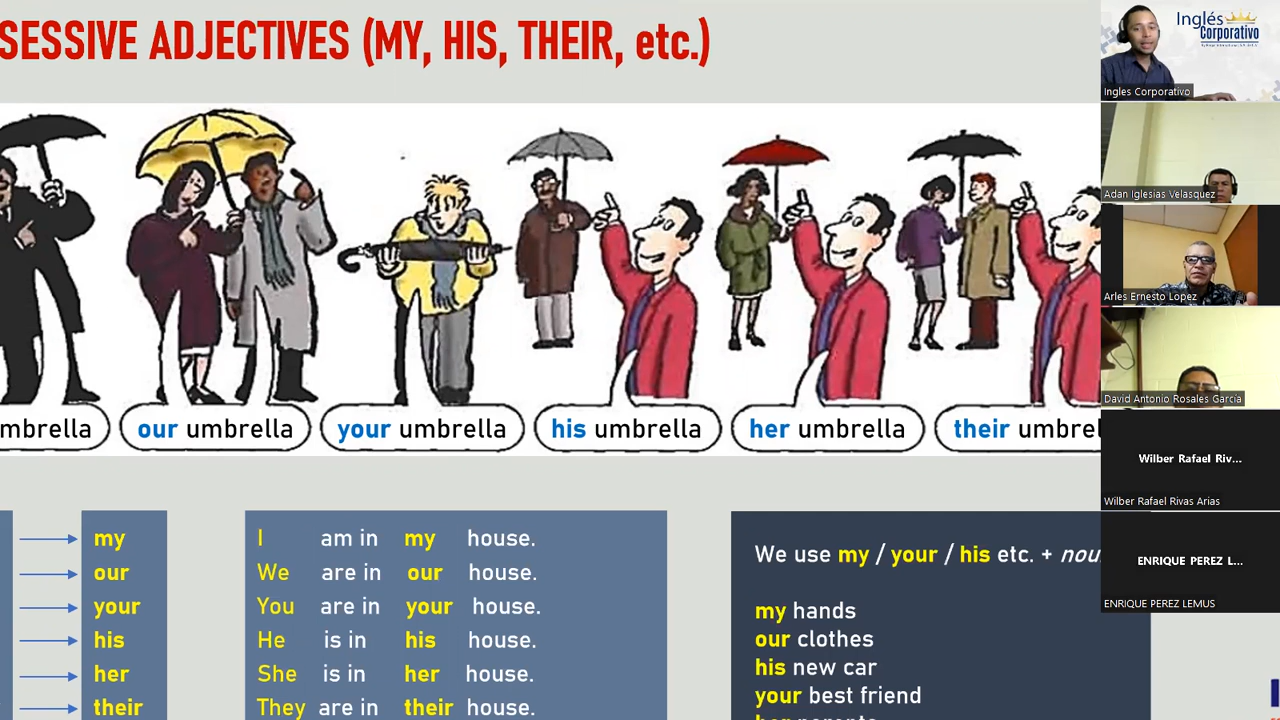 SESSIVE ADJECTIVES (MY, HIS, THEIR, etc.)
mbrella
our umbrella
your umbrella
his umbrella
her umbrella
their umbrel
my
our
your
his
her
their
I am in my house.
We are in our house.
You are in your house.
He is in his house.
She is in her house.
They are in their house.
We use my / your / his etc. + nou
my hands
our clothes
his new car
your best friend
her parents
Inglés
Corporativo
Ingles Corporativo
Adan Iglesias Velasquez
Arles Ernesto Lopez
David Antonio Rosales Garcia
Wilber Rafael Riv...
Wilber Rafael Rivas Arias
ENRIQUE PEREZ L...
ENRIQUE PEREZ LEMUS